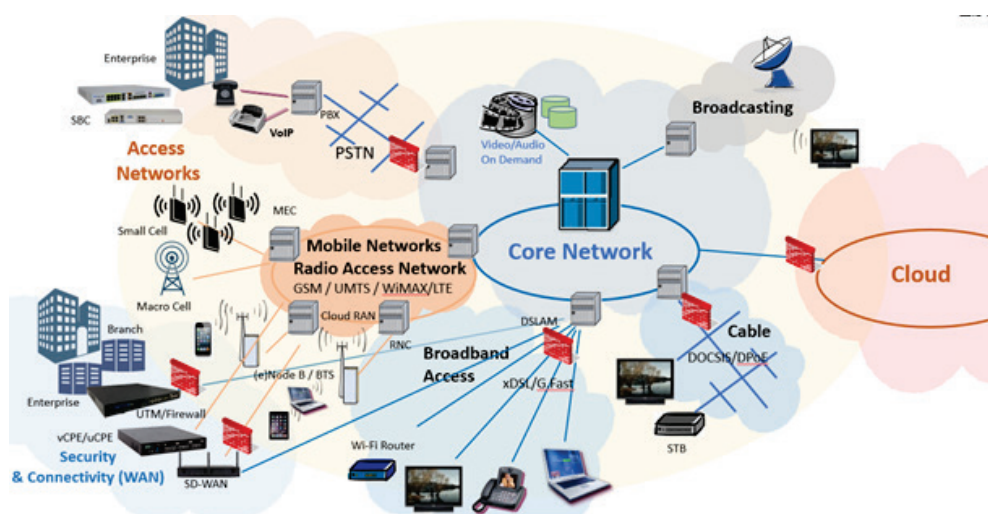 Enterprise
SBC
VoIP
PBX
PSTN
Access
Networks
Video/Audio
On Demand
Broadcasting
Small Cell
MEC
Macro Cell
Mobile Networks
Radio Access Network
GSM / UMTS / WiMAX/LTE
Cloud RAN
RNC
Core Network
Cloud
Branch
Enterprise
UTM/Firewall
vCPE/uCPE
Security
& Connectivity (WAN)
SD-WAN
(e)Node B / BTS
Broadband
Access
DSLAM
xDSL/G.Fast
Wi-Fi Router
Cable
DOCSIS/DPoE
STB